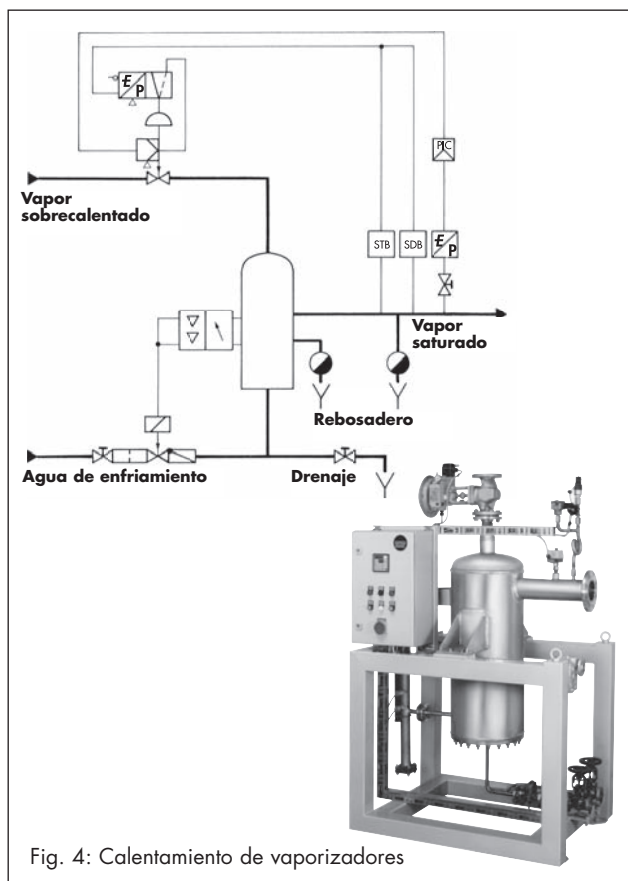 E
P
PIC
Vapor
sobrecalentado
STB
SDB
E
P
Vapor
saturado
Rebosadero
Agua de enfriamiento
Drenaje
Fig. 4: Calentamiento de vaporizadores